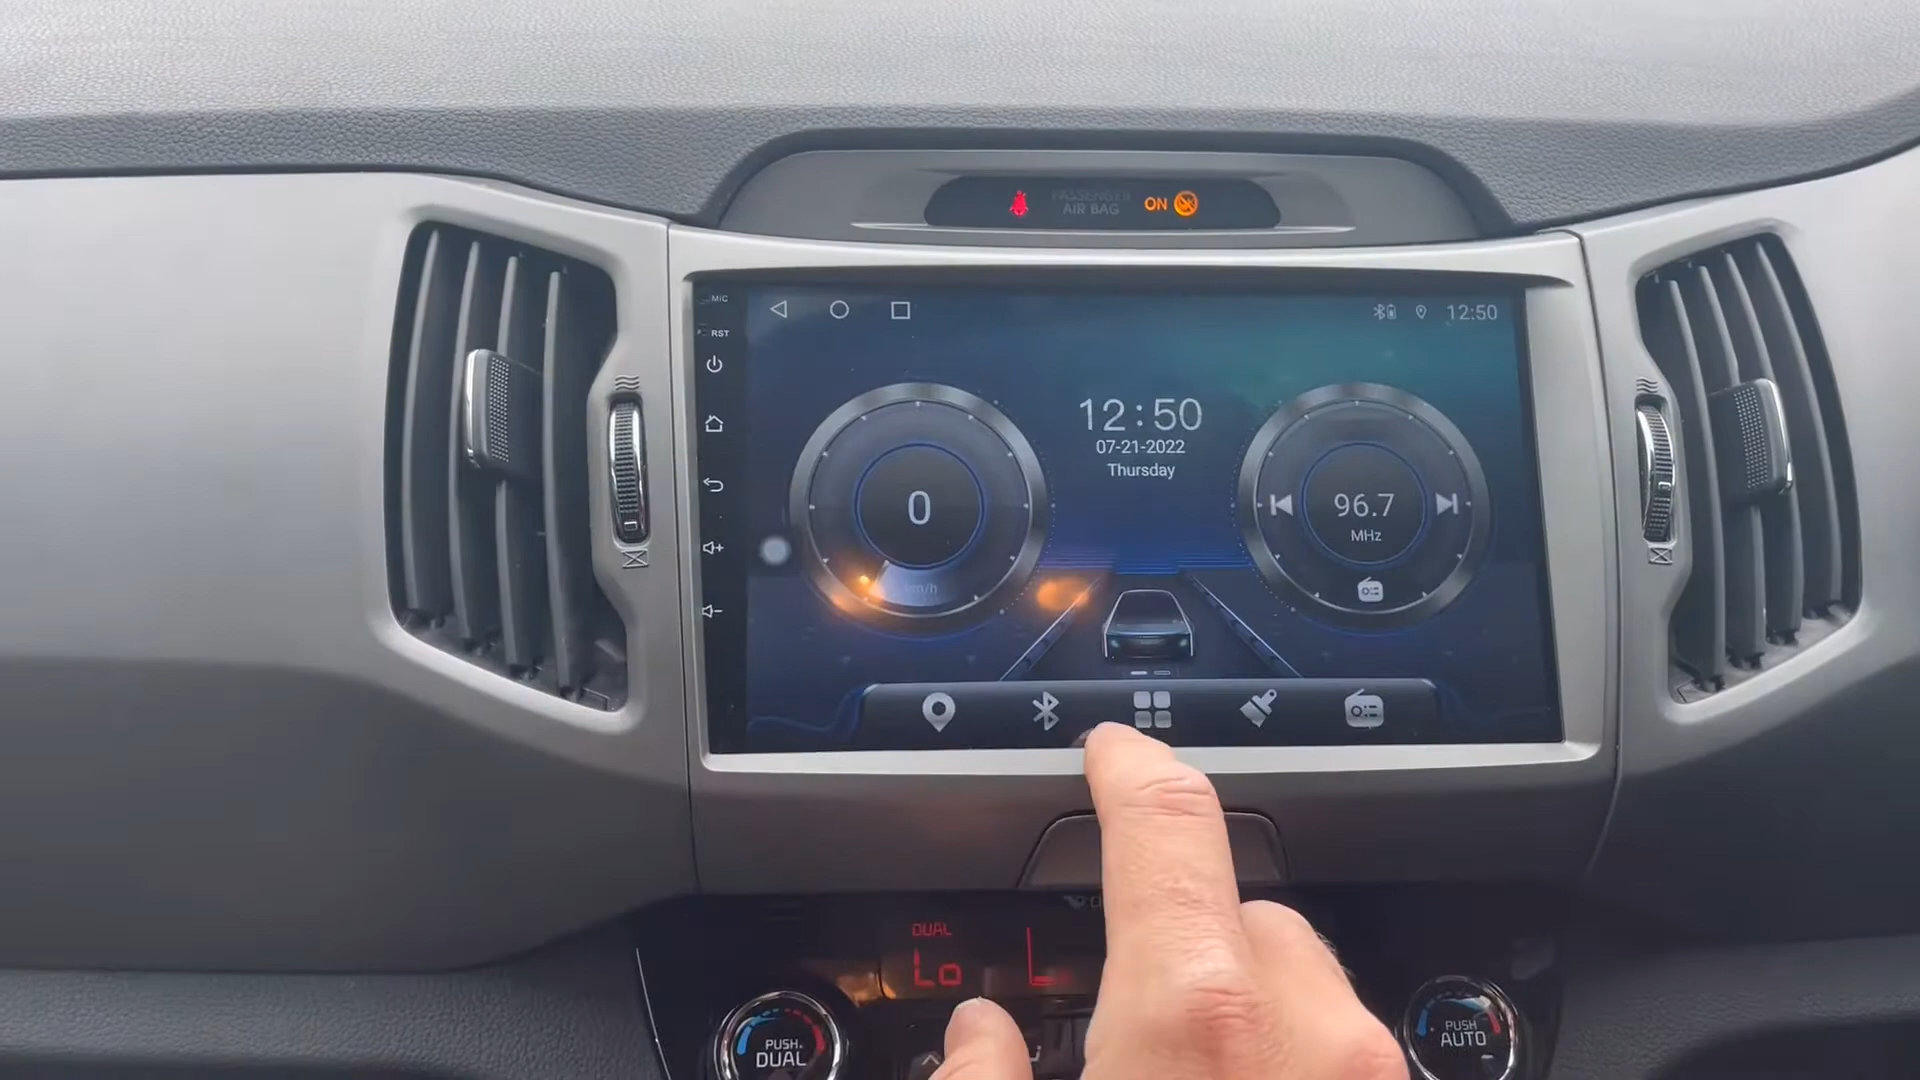 PASSENGER
AIR BAG
ON
MIC
RST
12:50
12:50
07-21-2022
Thursday
0
km/h
96.7
MHz
DUAL
Lo
PUSH
DUAL
PUSH
AUTO